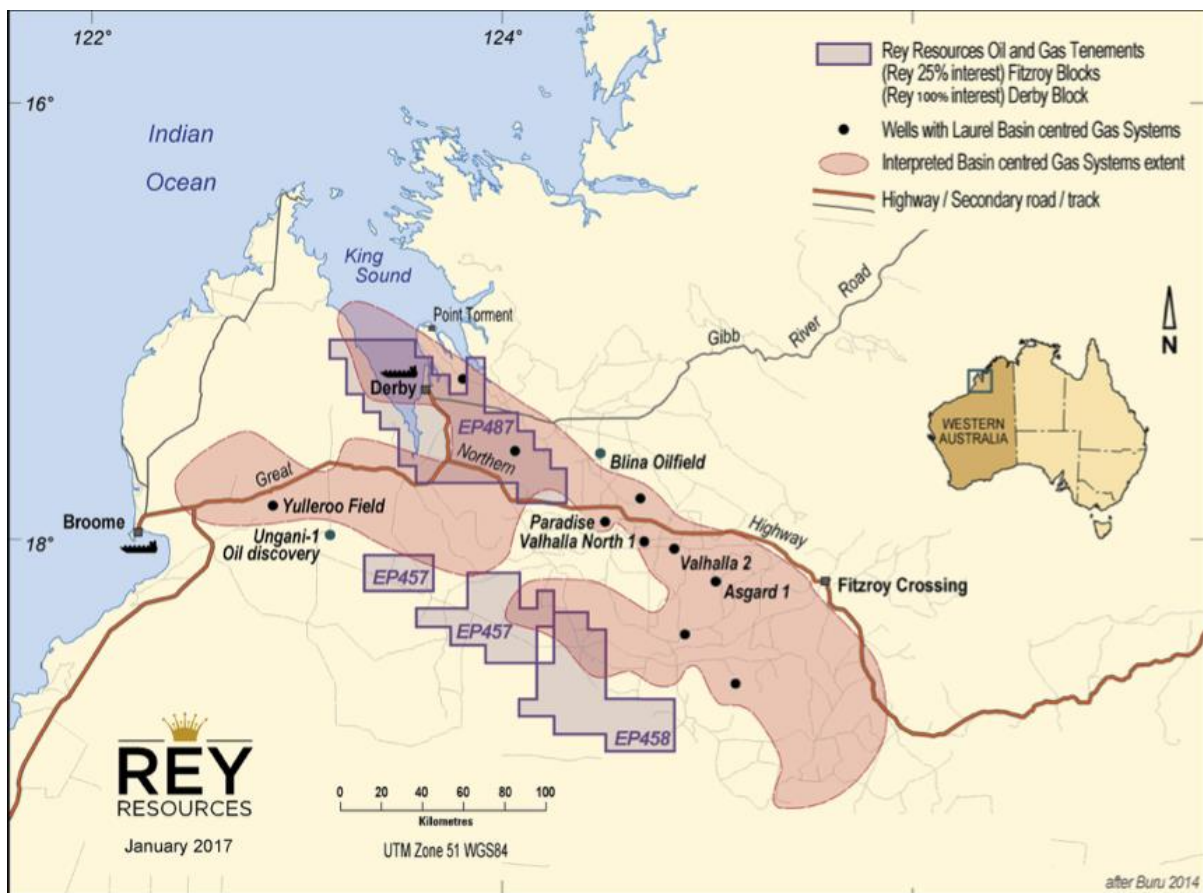 122°
124°
16°
Indian
Ocean
Rey Resources Oil and Gas Tenements
(Rey 25% interest) Fitzroy Blocks
(Rey 100% interest) Derby Block
Wells with Laurel Basin centred Gas Systems
Interpreted Basin centred Gas Systems extent
Highway / Secondary road / track
King
Sound
Point Torment
Gibb River Road
N
Derby
WESTERN
AUSTRALIA
EP487
Great Northern Highway
Blina Oilfield
Yulleroo Field
Broome
Ungani-1
Oil discovery
18°
Paradise
Valhalla North 1
Valhalla 2
Asgard 1
Fitzroy Crossing
EP457
EP457
EP458
REY
RESOURCES
January 2017
0 20 40 60 80 100
Kilometres
UTM Zone 51 WGS84
after Buru 2014